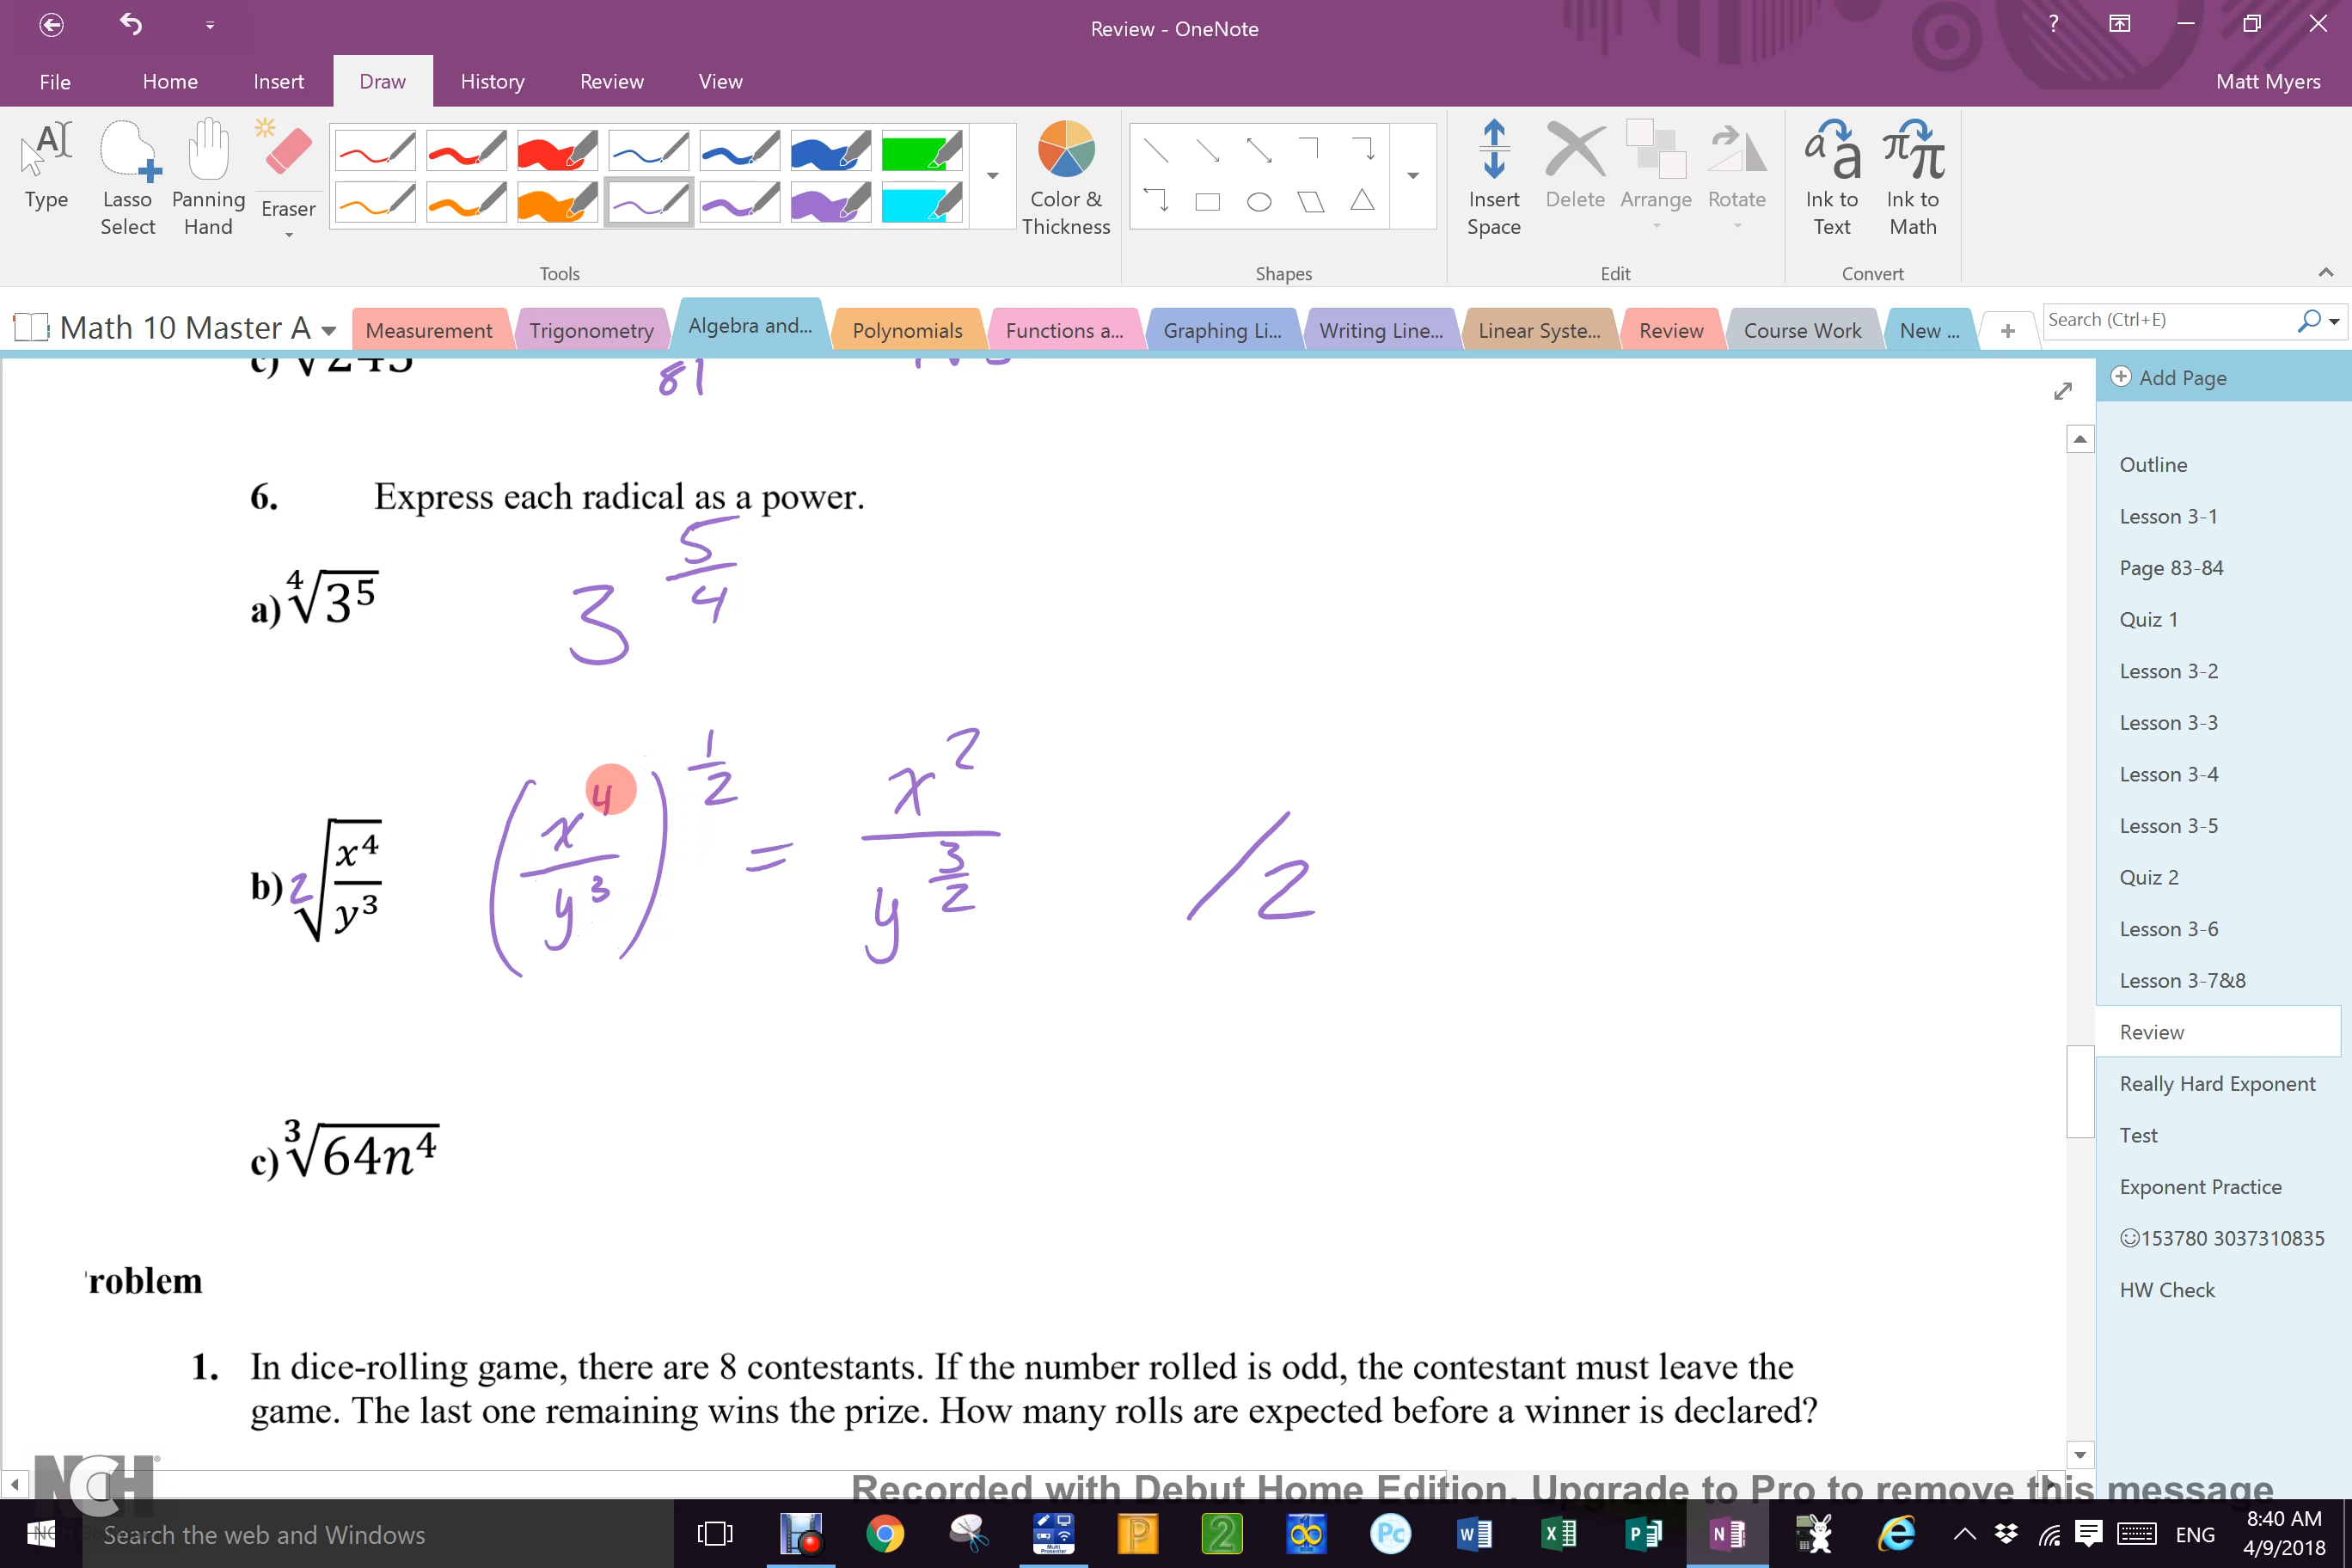 Review - OneNote
?
File Home Insert Draw History Review View Matt Myers
Type Lasso Select Panning Hand Eraser Color & Thickness Insert Space Delete Arrange Rotate Ink to Text Ink to Math
Tools Shapes Edit Convert
Math 10 Master A Measurement Trigonometry Algebra and... Polynomials Functions a... Graphing Li... Writing Line... Linear Syste... Review Course Work New ... + Search (Ctrl+E)
c) √243 81
6. Express each radical as a power.
a) ⁴√3⁵ 3^(5/4)
b) ²√(x⁴/y³) (x⁴/y³)^(1/2) = x²/y^(3/2) /2
c) ³√64n⁴
roblem
1. In dice-rolling game, there are 8 contestants. If the number rolled is odd, the contestant must leave the
game. The last one remaining wins the prize. How many rolls are expected before a winner is declared?
Add Page
Outline
Lesson 3-1
Page 83-84
Quiz 1
Lesson 3-2
Lesson 3-3
Lesson 3-4
Lesson 3-5
Quiz 2
Lesson 3-6
Lesson 3-7&8
Review
Really Hard Exponent
Test
Exponent Practice
☺153780 3037310835
HW Check
NCH
Recorded with Debut Home Edition. Upgrade to Pro to remove this message
Search the web and Windows
ENG
8:40 AM
4/9/2018